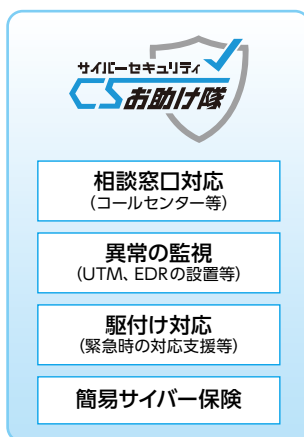 サイバーセキュリティ
CSお助け隊
相談窓口対応
(コールセンター等)
異常の監視
(UTM、EDRの設置等)
駆付け対応
(緊急時の対応支援等)
簡易サイバー保険